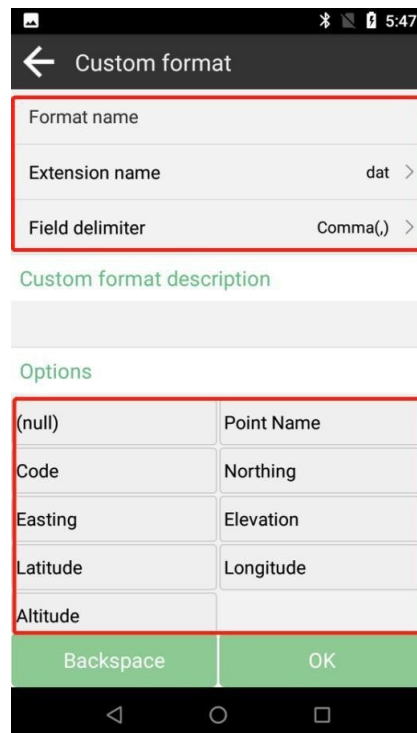 5:47
Custom format
Format name
Extension name dat
Field delimiter Comma(,)
Custom format description
Options
(null) Point Name
Code Northing
Easting Elevation
Latitude Longitude
Altitude
Backspace OK